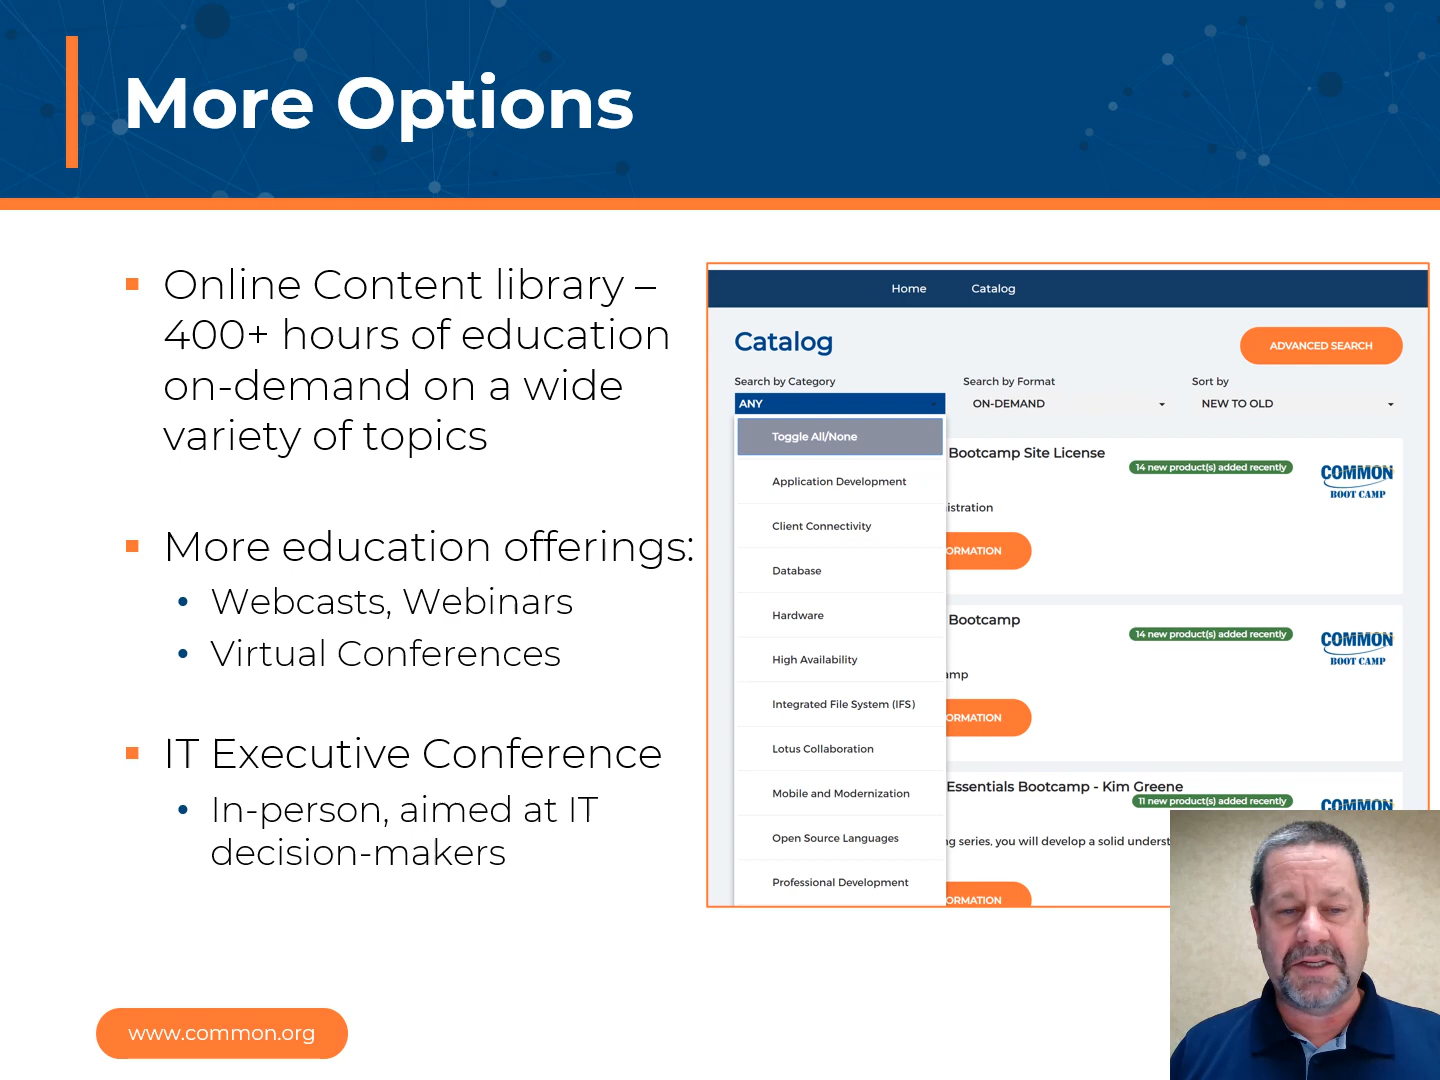 More Options
Online Content library –
400+ hours of education
on-demand on a wide
variety of topics
More education offerings:
Webcasts, Webinars
Virtual Conferences
IT Executive Conference
In-person, aimed at IT
decision-makers
www.common.org
Home Catalog
Catalog
ADVANCED SEARCH
Search by Category Search by Format Sort by
ANY ON-DEMAND NEW TO OLD
Toggle All/None
Application Development
Client Connectivity
Database
Hardware
High Availability
Integrated File System (IFS)
Lotus Collaboration
Mobile and Modernization
Open Source Languages
Professional Development
Bootcamp Site License
14 new product(s) added recently
COMMON
BOOT CAMP
istration
ORMATION
Bootcamp
14 new product(s) added recently
COMMON
BOOT CAMP
amp
ORMATION
Essentials Bootcamp - Kim Greene
11 new product(s) added recently
COMMON
ng series, you will develop a solid underst
ORMATION